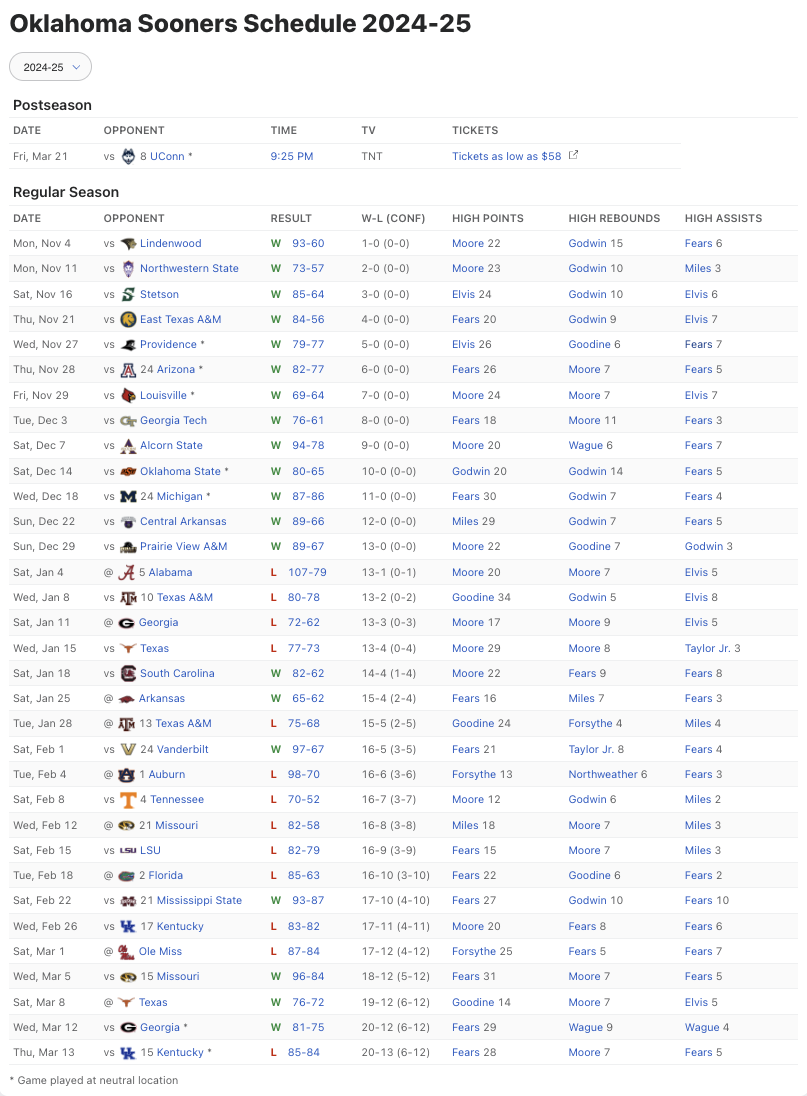 Oklahoma Sooners Schedule 2024-25
2024-25
Postseason
DATE OPPONENT TIME TV TICKETS
Fri, Mar 21 vs 8 UConn * 9:25 PM TNT Tickets as low as $58
Regular Season
DATE OPPONENT RESULT W-L (CONF) HIGH POINTS HIGH REBOUNDS HIGH ASSISTS
Mon, Nov 4 vs Lindenwood W 93-60 1-0 (0-0) Moore 22 Godwin 15 Fears 6
Mon, Nov 11 vs Northwestern State W 73-57 2-0 (0-0) Moore 23 Godwin 10 Miles 3
Sat, Nov 16 vs Stetson W 85-64 3-0 (0-0) Elvis 24 Godwin 10 Elvis 6
Thu, Nov 21 vs East Texas A&M W 84-56 4-0 (0-0) Fears 20 Godwin 9 Elvis 7
Wed, Nov 27 vs Providence * W 79-77 5-0 (0-0) Elvis 26 Goodine 6 Fears 7
Thu, Nov 28 vs 24 Arizona * W 82-77 6-0 (0-0) Fears 26 Moore 7 Fears 5
Fri, Nov 29 vs Louisville * W 69-64 7-0 (0-0) Moore 24 Moore 7 Elvis 7
Tue, Dec 3 vs Georgia Tech W 76-61 8-0 (0-0) Fears 18 Moore 11 Fears 3
Sat, Dec 7 vs Alcorn State W 94-78 9-0 (0-0) Moore 20 Wague 6 Fears 7
Sat, Dec 14 vs Oklahoma State * W 80-65 10-0 (0-0) Godwin 20 Godwin 14 Fears 5
Wed, Dec 18 vs 24 Michigan * W 87-86 11-0 (0-0) Fears 30 Godwin 7 Fears 4
Sun, Dec 22 vs Central Arkansas W 89-66 12-0 (0-0) Miles 29 Godwin 7 Fears 5
Sun, Dec 29 vs Prairie View A&M W 89-67 13-0 (0-0) Moore 22 Goodine 7 Godwin 3
Sat, Jan 4 @ 5 Alabama L 107-79 13-1 (0-1) Moore 20 Moore 7 Elvis 5
Wed, Jan 8 vs 10 Texas A&M L 80-78 13-2 (0-2) Goodine 34 Godwin 5 Elvis 8
Sat, Jan 11 @ Georgia L 72-62 13-3 (0-3) Moore 17 Moore 9 Elvis 5
Wed, Jan 15 vs Texas L 77-73 13-4 (0-4) Moore 29 Moore 8 Taylor Jr. 3
Sat, Jan 18 vs South Carolina W 82-62 14-4 (1-4) Moore 22 Fears 9 Fears 8
Sat, Jan 25 @ Arkansas W 65-62 15-4 (2-4) Fears 16 Miles 7 Fears 3
Tue, Jan 28 @ 13 Texas A&M L 75-68 15-5 (2-5) Goodine 24 Forsythe 4 Miles 4
Sat, Feb 1 vs 24 Vanderbilt W 97-67 16-5 (3-5) Fears 21 Taylor Jr. 8 Fears 4
Tue, Feb 4 @ 1 Auburn L 98-70 16-6 (3-6) Forsythe 13 Northweather 6 Fears 3
Sat, Feb 8 vs 4 Tennessee L 70-52 16-7 (3-7) Moore 12 Godwin 6 Miles 2
Wed, Feb 12 @ 21 Missouri L 82-58 16-8 (3-8) Miles 18 Moore 7 Miles 3
Sat, Feb 15 vs LSU LSU L 82-79 16-9 (3-9) Fears 15 Moore 7 Miles 3
Tue, Feb 18 @ 2 Florida L 85-63 16-10 (3-10) Fears 22 Goodine 6 Fears 2
Sat, Feb 22 vs 21 Mississippi State W 93-87 17-10 (4-10) Fears 27 Godwin 10 Fears 10
Wed, Feb 26 vs 17 Kentucky L 83-82 17-11 (4-11) Moore 20 Fears 8 Fears 6
Sat, Mar 1 @ Ole Miss L 87-84 17-12 (4-12) Forsythe 25 Fears 5 Fears 7
Wed, Mar 5 vs 15 Missouri W 96-84 18-12 (5-12) Fears 31 Moore 7 Fears 5
Sat, Mar 8 @ Texas W 76-72 19-12 (6-12) Goodine 14 Moore 7 Elvis 5
Wed, Mar 12 vs Georgia * W 81-75 20-12 (6-12) Fears 29 Wague 9 Wague 4
Thu, Mar 13 vs 15 Kentucky * L 85-84 20-13 (6-12) Fears 28 Moore 7 Fears 5
* Game played at neutral location